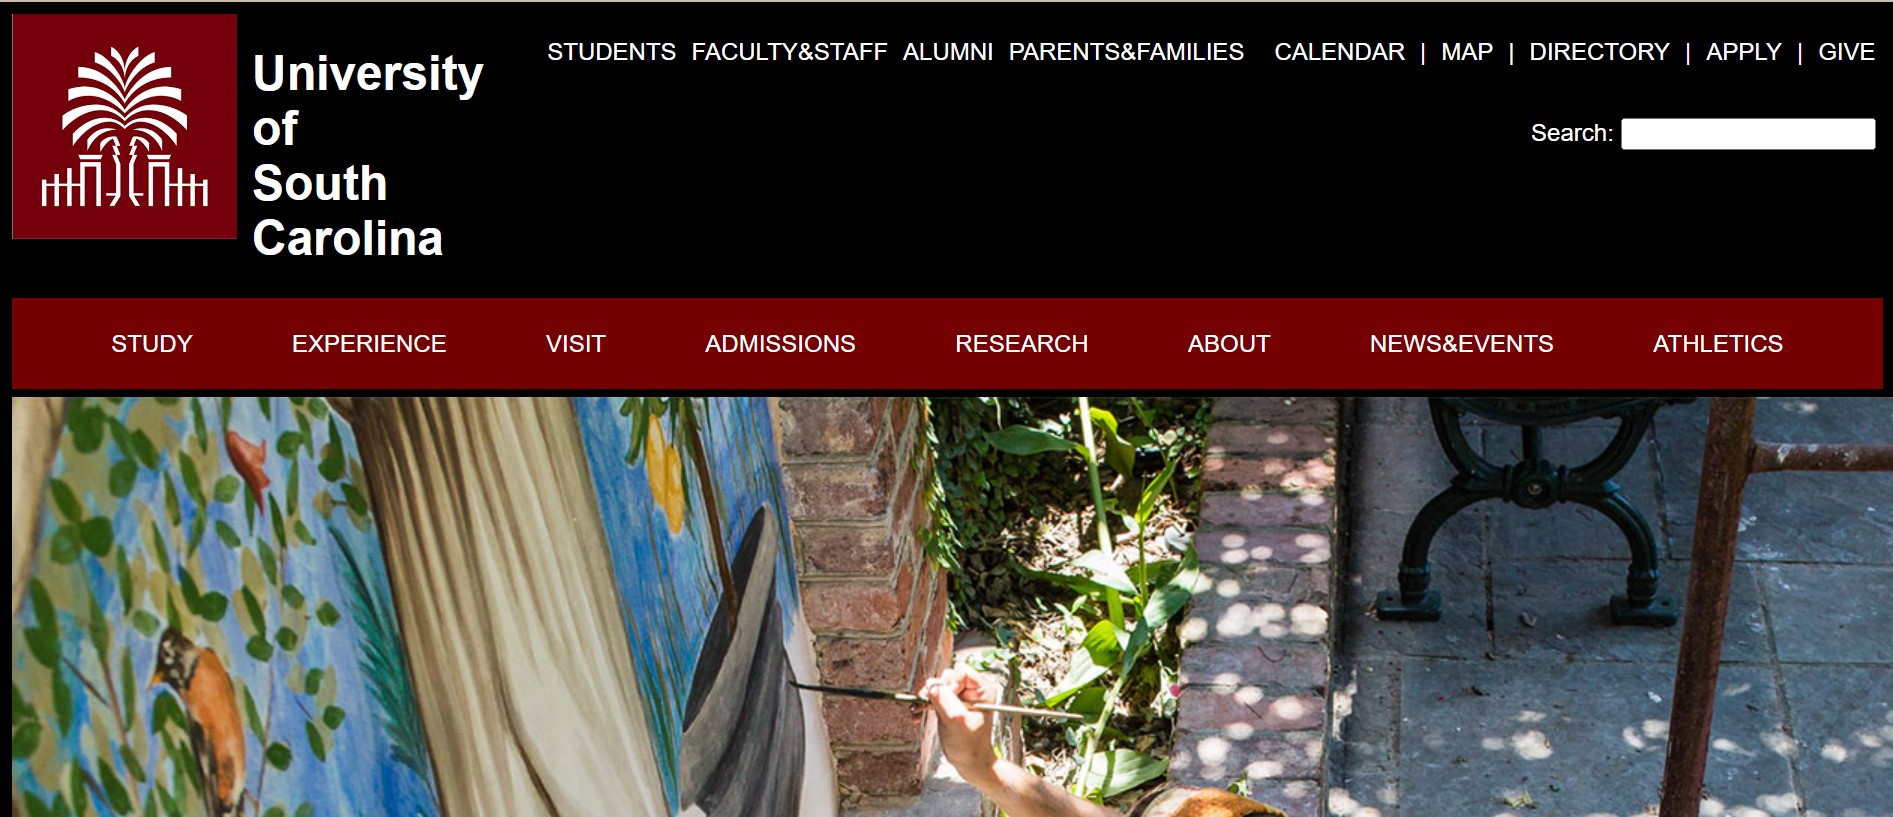 University
of
South
Carolina
STUDENTS FACULTY&STAFF ALUMNI PARENTS&FAMILIES CALENDAR | MAP | DIRECTORY | APPLY | GIVE
Search:
STUDY EXPERIENCE VISIT ADMISSIONS RESEARCH ABOUT NEWS&EVENTS ATHLETICS